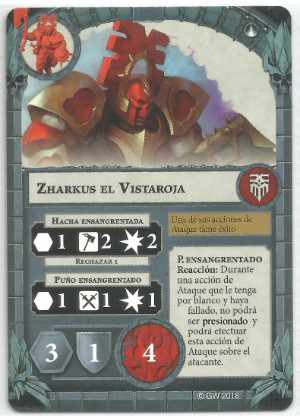 ZHARKUS EL VISTAROJA
HACHA ENSANGRENTADA
1 2 2
RECHAZAR 1
PUÑO ENSANGRENTADO
1 1 1
3 1 4
Una de sus acciones de
Ataque tiene éxito
P. ENSANGRENTADO
Reacción: Durante
una acción de
Ataque que le tenga
por blanco y haya
fallado, no podrá
ser presionado y
podrá efectuar
esta acción de
Ataque sobre el
atacante.
© GW 2018